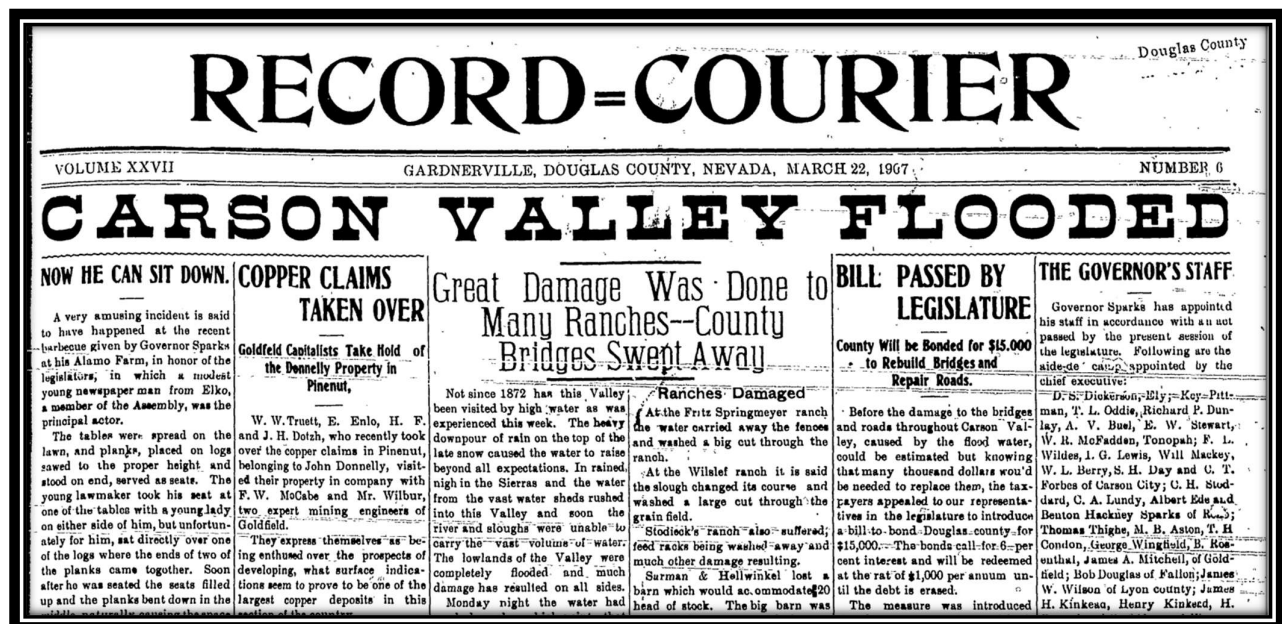 Douglas County
RECORD=COURIER
VOLUME XXVII
GARDNERVILLE, DOUGLAS COUNTY, NEVADA, MARCH 22, 1907
NUMBER 6
CARSON VALLEY FLOODED
NOW HE CAN SIT DOWN.
A very amusing incident is said
to have happened at the recent
barbecue given by Governor Sparks
at his Alamo Farm, in honor of the
legislators, in which a modest
young newspaper man from Elko,
a member of the Assembly, was the
principal actor.
The tables were spread on the
lawn, and planks, placed on logs
sawed to the proper height and
stood on end, served as seats. The
young lawmaker took his seat at
one of the tables with a young lady
on either side of him, but unfortun-
ately for him, sat directly over one
of the logs where the ends of two of
the planks came together. Soon
after he was seated the seats filled
up and the planks bent down in the
COPPER CLAIMS
TAKEN OVER
Goldfeld Capitalists Take Hold of
the Donnelly Property in
Pinenut,
W. W. Truett, E. Enlo, H. F.
and J. H. Dotzh, who recently took
over the copper claims in Pinenut,
belonging to John Donnelly, visit-
ed their property in company with
F. W. McCabe and Mr. Wilbur,
two expert mining engineers of
Goldfield.
They express themselves as be-
ing enthused over the prospects of
developing, what surface indica-
tions seem to prove to be one of the
largest copper deposits in this
section of the country.
Great Damage Was Done to
Many Ranches--County
Bridges Swept Away
Not since 1872 has this Valley
been visited by high water as was
experienced this week. The heavy
downpour of rain on the top of the
late snow caused the water to raise
beyond all expectations. In rained
nigh in the Sierras and the water
from the vast water sheds rushed
into this Valley and soon the
river and sloughs were unable to
carry the vast volume of water.
The lowlands of the Valley were
completely flooded and much
damage has resulted on all sides.
Monday night the water had
Ranches Damaged
At the Fritz Springmeyer ranch
the water carried away the fences
and washed a big cut through the
ranch.
At the Wilslef ranch it is said
the slough changed its course and
washed a large cut through the
grain field.
Stodieck's ranch also suffered;
feed racks being washed away and
much other damage resulting.
Surman & Hellwinkel lost a
barn which would accommodate 20
head of stock. The big barn was
BILL PASSED BY
LEGISLATURE
County Will be Bonded for $15.000
to Rebuild Bridges and
Repair Roads.
Before the damage to the bridges
and roads throughout Carson Val-
ley, caused by the flood water,
could be estimated but knowing
that many thousand dollars wou'd
be needed to replace them, the tax-
payers appealed to our representa-
tives in the legislature to introduce
a bill to bond Douglas county for
$15,000. The bonds call for 6 per
cent interest and will be redeemed
at the rat of $1,000 per annum un-
til the debt is erased.
The measure was introduced
THE GOVERNOR'S STAFF
Governor Sparks has appointed
his staff in accordance with an act
passed by the present session of
the legislature. Following are the
aide-de camp appointed by the
chief executive:
D. S. Dickerson, Ely; Key Pitt-
man, T. L. Oddie, Richard P. Dun-
lay, A. V. Buel, E. W. Stewart,
W. R. McFadden, Tonopah; F. L.
Wildes, I. G. Lewis, Will Mackey,
W. L. Berry, S. H. Day and C. T.
Forbes of Carson City; C. H. Stod-
dard, C. A. Lundy, Albert Ede and
Benton Hackney Sparks of
Thomas Thighe, M. B. Aston, T. H
Condon, George Wingfield, B. Ros-
enthal, James A. Mitchell, of Gold-
field; Bob Douglas of Fallon; James
W. Wilson of Lyon county; James
H. Kinkead, Henry Kinkead, H.